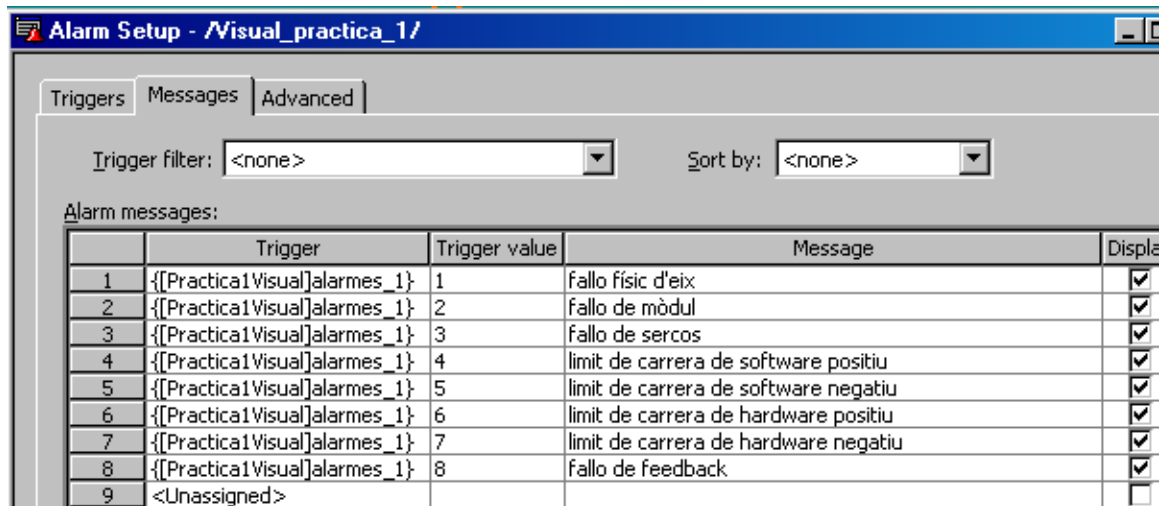 Alarm Setup - /Visual_practica_1/
Triggers Messages Advanced
Trigger filter: <none> Sort by: <none>
Alarm messages:
Trigger Trigger value Message Displa
1 {[Practica1Visual]alarmes_1} 1 fallo físic d'eix
2 {[Practica1Visual]alarmes_1} 2 fallo de mòdul
3 {[Practica1Visual]alarmes_1} 3 fallo de sercos
4 {[Practica1Visual]alarmes_1} 4 limit de carrera de software positiu
5 {[Practica1Visual]alarmes_1} 5 limit de carrera de software negatiu
6 {[Practica1Visual]alarmes_1} 6 limit de carrera de hardware positiu
7 {[Practica1Visual]alarmes_1} 7 limit de carrera de hardware negatiu
8 {[Practica1Visual]alarmes_1} 8 fallo de feedback
9 <Unassigned>